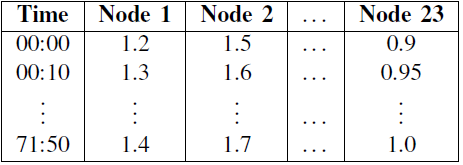 Time Node 1 Node 2 ... Node 23
00:00 1.2 1.5 ... 0.9
00:10 1.3 1.6 ... 0.95
⋮ ⋮ ⋮ ... ⋮
71:50 1.4 1.7 ... 1.0